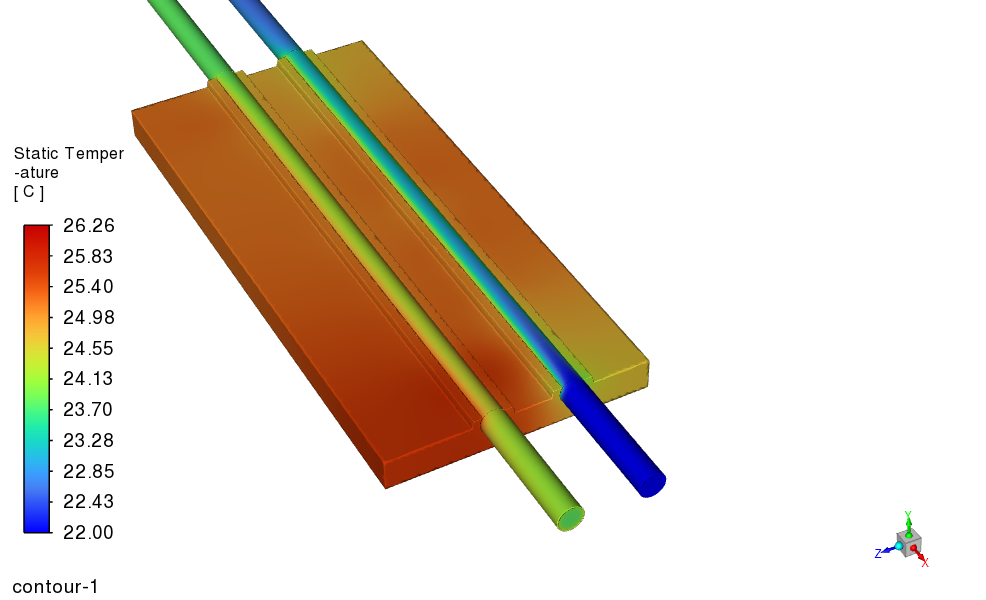 Static Temper
-ature
[ C ]
26.26
25.83
25.40
24.98
24.55
24.13
23.70
23.28
22.85
22.43
22.00
contour-1
Y
Z
X